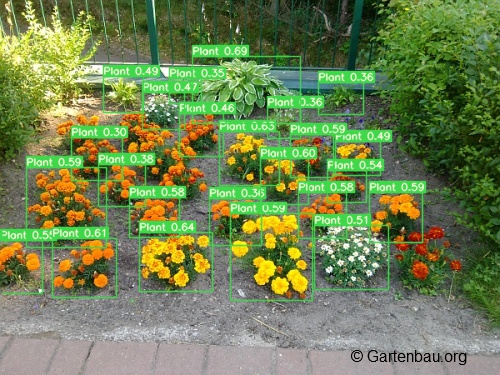 Plant 0.69
Plant 0.49
Plant 0.35
Plant 0.36
Plant 0.47
Plant 0.36
Plant 0.46
Plant 0.63
Plant 0.59
Plant 0.30
Plant 0.49
Plant 0.60
Plant 0.59
Plant 0.38
Plant 0.54
Plant 0.58
Plant 0.36
Plant 0.58
Plant 0.59
Plant 0.59
Plant 0.51
Plant 0.64
Plant 0.55
Plant 0.61
© Gartenbau.org